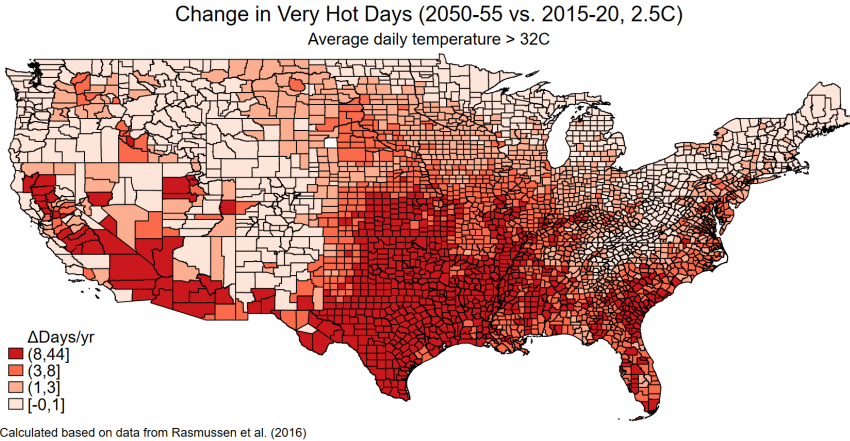 Change in Very Hot Days (2050-55 vs. 2015-20, 2.5C)
Average daily temperature > 32C
ΔDays/yr
(8,44]
(3,8]
(1,3]
[-0,1]
Calculated based on data from Rasmussen et al. (2016)